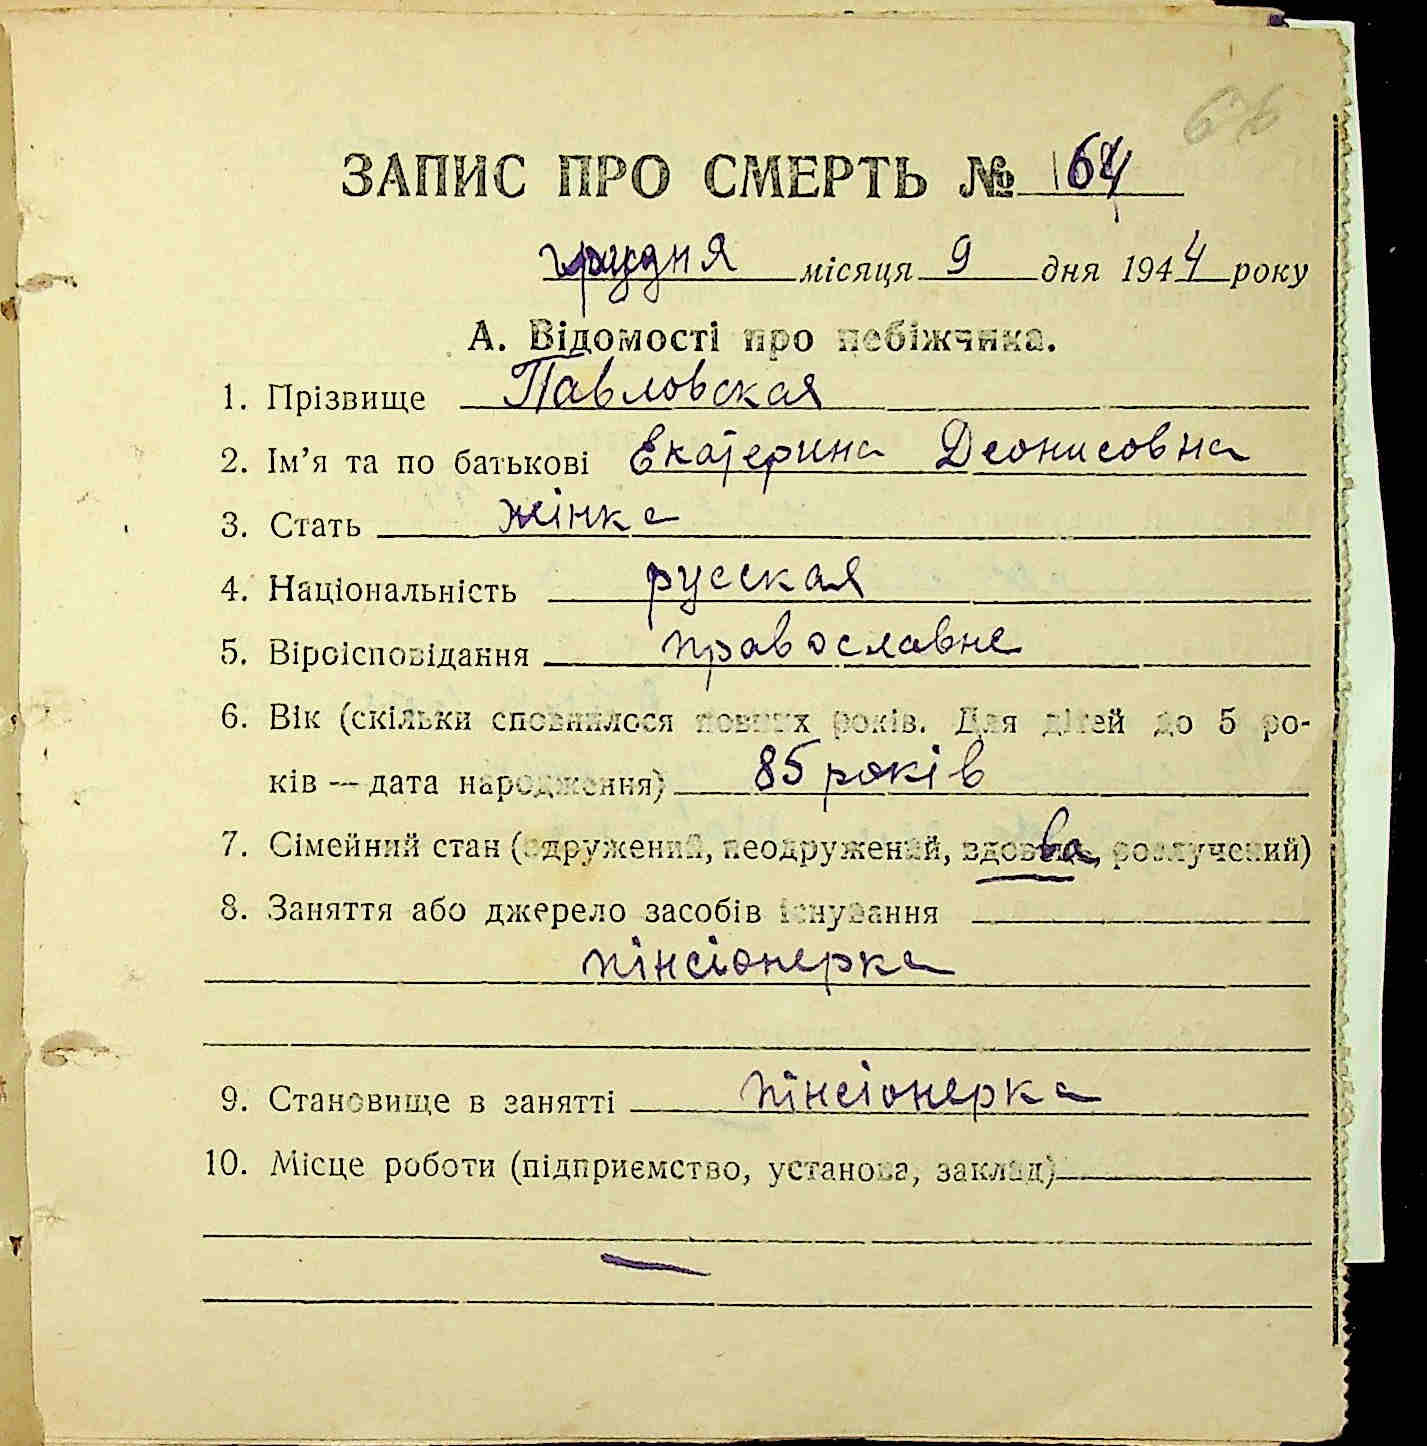 66
ЗАПИС ПРО СМЕРТЬ № 164
грудня місяця 9 дня 1944 року
А. Відомості про небіжчика.
1. Прізвище Павловская
2. Ім’я та по батькові Екатерина Деонисовна
3. Стать жінка
4. Національність русская
5. Віроісповідання православне
6. Вік (скільки сповнилося повних років. Для дітей до 5 ро-
ків — дата народження) 85 років
7. Сімейний стан (одружений, неодружений, вдова, розлучений)
8. Заняття або джерело засобів існування
пінсіонерка
9. Становище в занятті пінсіонерка
10. Місце роботи (підприємство, установа, заклад)
—